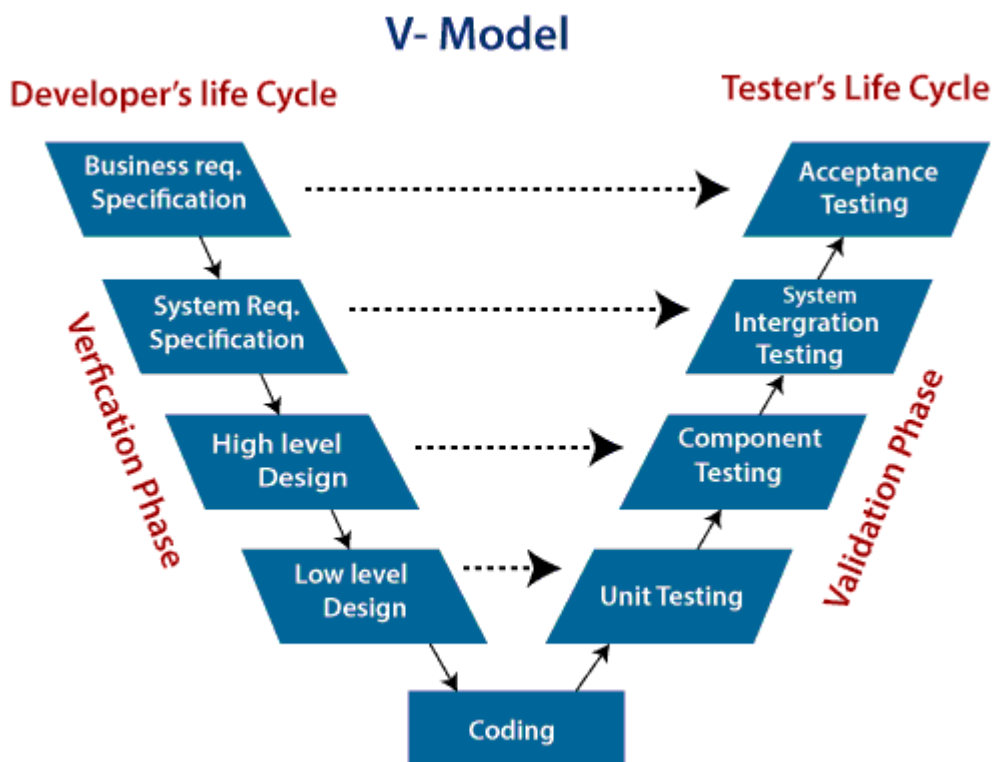 V- Model
Developer's life Cycle
Tester's Life Cycle
Business req.
Specification
Acceptance
Testing
System Req.
Specification
System
Intergration
Testing
Verfication Phase
High level
Design
Component
Testing
Validation Phase
Low level
Design
Unit Testing
Coding